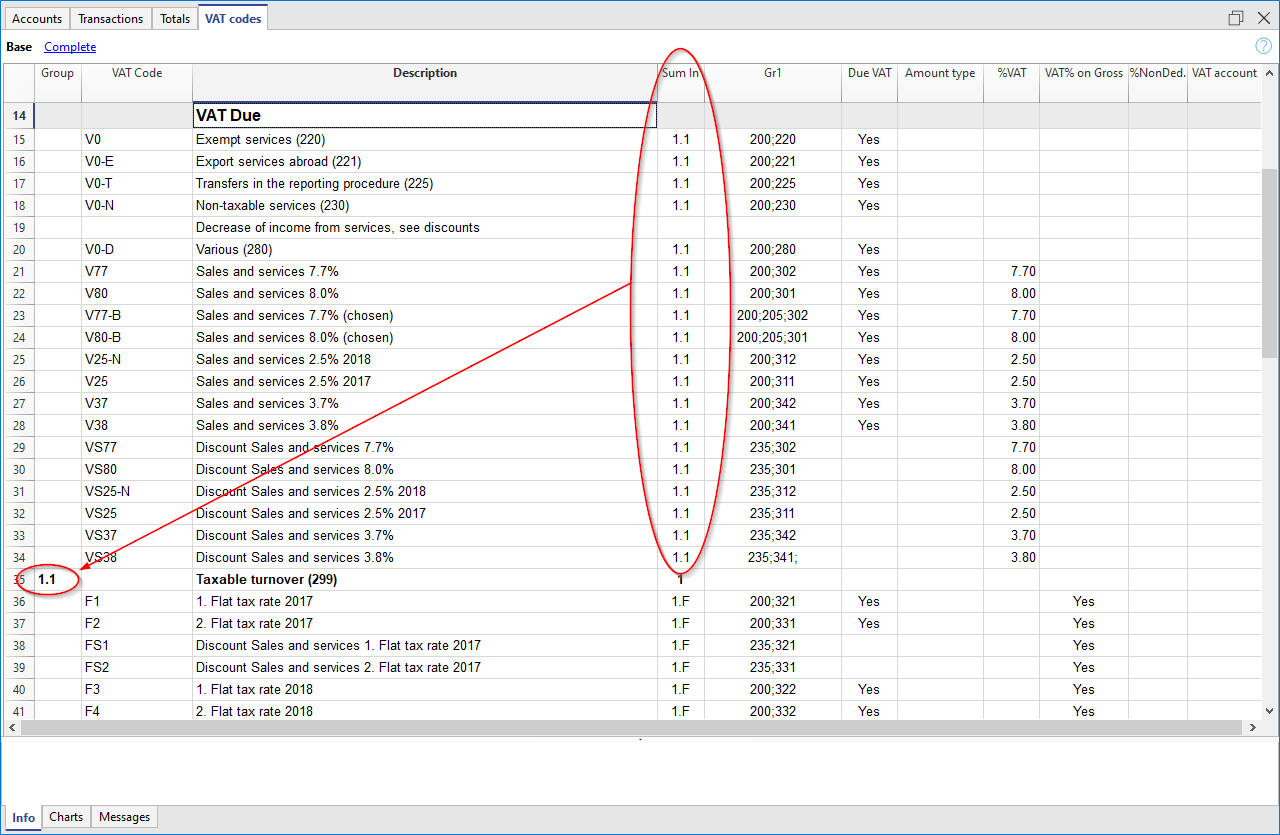 Accounts Transactions Totals VAT codes
Base Complete
Group VAT Code Description Sum In Gr1 Due VAT Amount type %VAT VAT% on Gross %NonDed. VAT account
14 VAT Due
15 V0 Exempt services (220) 1.1 200;220 Yes
16 V0-E Export services abroad (221) 1.1 200;221 Yes
17 V0-T Transfers in the reporting procedure (225) 1.1 200;225 Yes
18 V0-N Non-taxable services (230) 1.1 200;230 Yes
19 Decrease of income from services, see discounts
20 V0-D Various (280) 1.1 200;280 Yes
21 V77 Sales and services 7.7% 1.1 200;302 Yes 7.70
22 V80 Sales and services 8.0% 1.1 200;301 Yes 8.00
23 V77-B Sales and services 7.7% (chosen) 1.1 200;205;302 Yes 7.70
24 V80-B Sales and services 8.0% (chosen) 1.1 200;205;301 Yes 8.00
25 V25-N Sales and services 2.5% 2018 1.1 200;312 Yes 2.50
26 V25 Sales and services 2.5% 2017 1.1 200;311 Yes 2.50
27 V37 Sales and services 3.7% 1.1 200;342 Yes 3.70
28 V38 Sales and services 3.8% 1.1 200;341 Yes 3.80
29 VS77 Discount Sales and services 7.7% 1.1 235;302 7.70
30 VS80 Discount Sales and services 8.0% 1.1 235;301 8.00
31 VS25-N Discount Sales and services 2.5% 2018 1.1 235;312 2.50
32 VS25 Discount Sales and services 2.5% 2017 1.1 235;311 2.50
33 VS37 Discount Sales and services 3.7% 1.1 235;342 3.70
34 VS38 Discount Sales and services 3.8% 1.1 235;341; 3.80
35 1.1 Taxable turnover (299) 1
36 F1 1. Flat tax rate 2017 1.F 200;321 Yes Yes
37 F2 2. Flat tax rate 2017 1.F 200;331 Yes Yes
38 FS1 Discount Sales and services 1. Flat tax rate 2017 1.F 235;321 Yes
39 FS2 Discount Sales and services 2. Flat tax rate 2017 1.F 235;331 Yes
40 F3 1. Flat tax rate 2018 1.F 200;322 Yes Yes
41 F4 2. Flat tax rate 2018 1.F 200;332 Yes Yes
Info Charts Messages